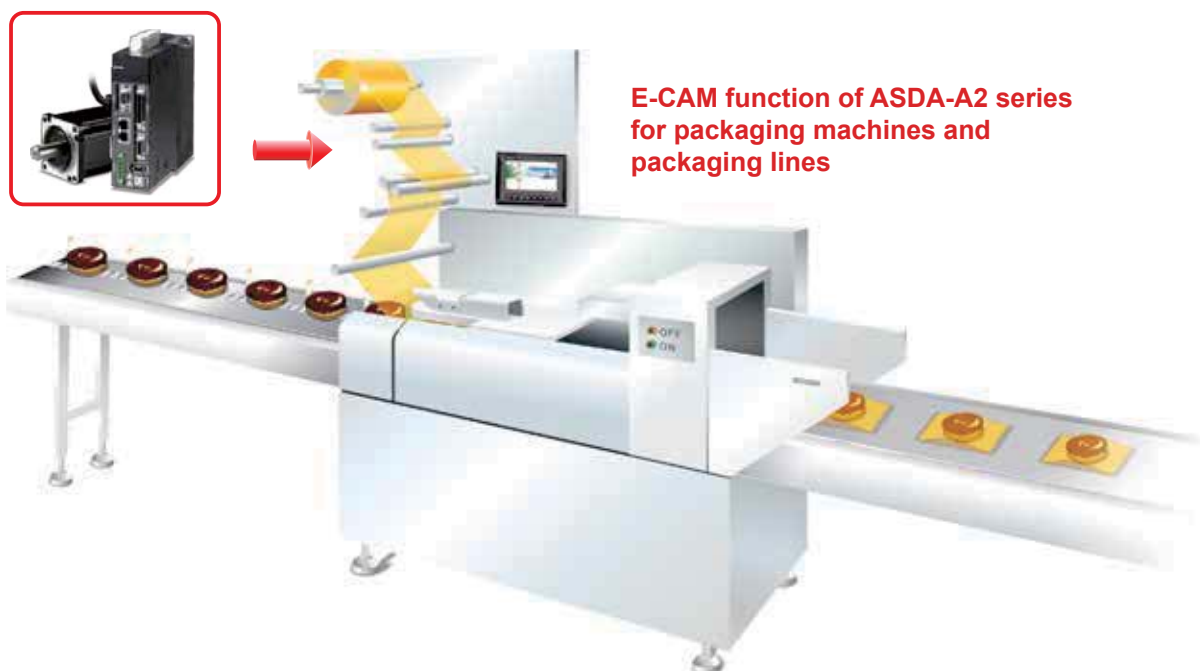 E-CAM function of ASDA-A2 series
for packaging machines and
packaging lines
OFF
ON